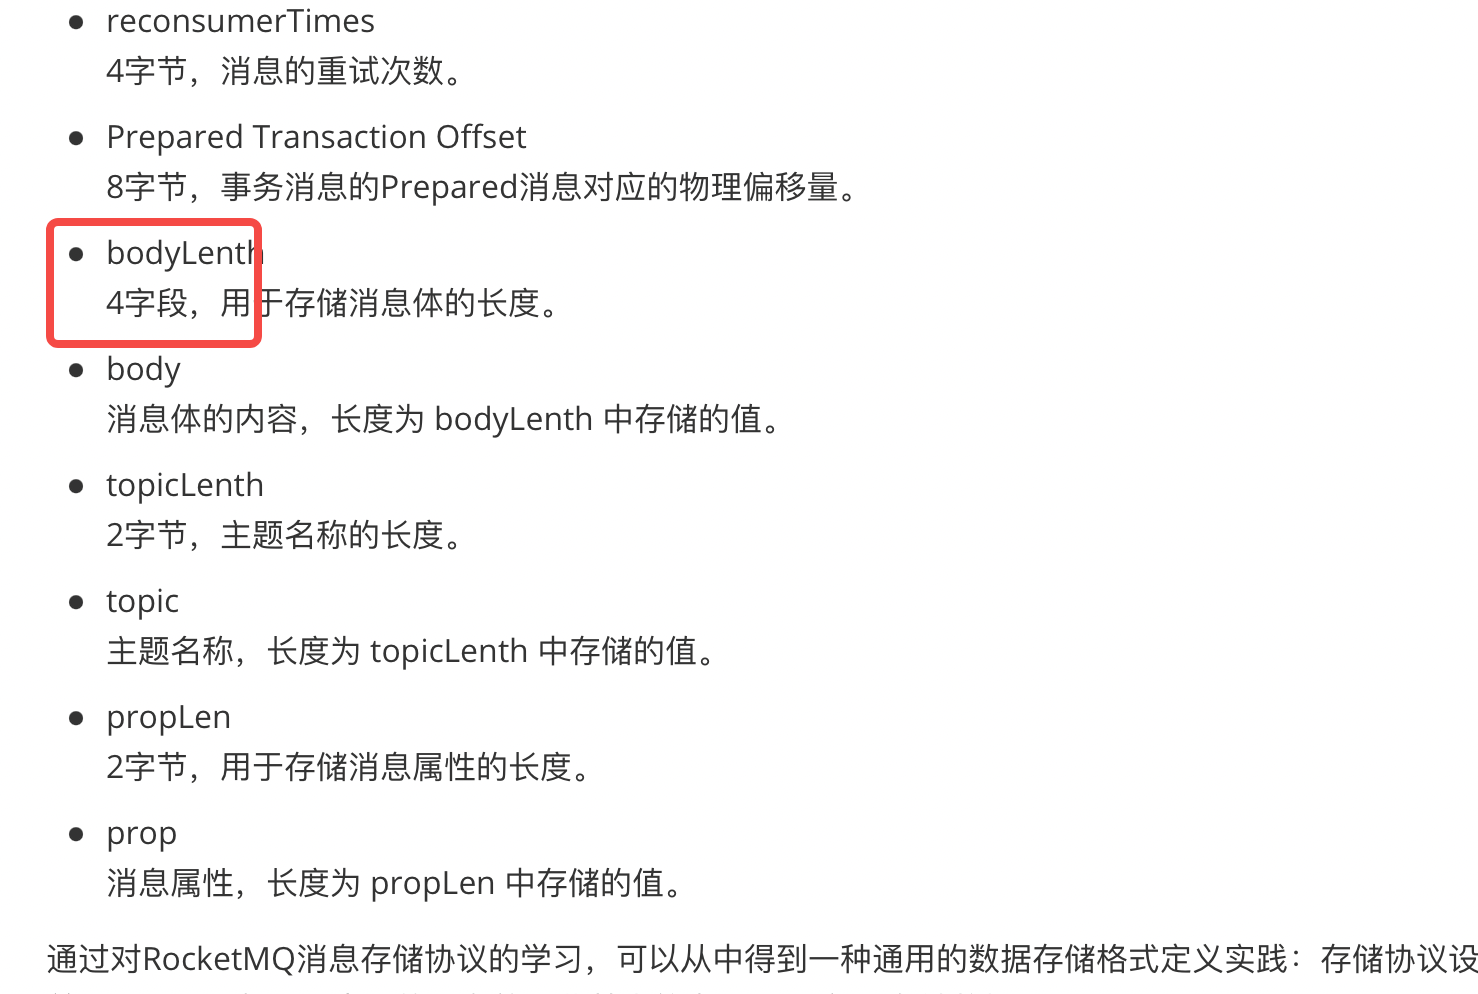 reconsumerTimes
4字节，消息的重试次数。
Prepared Transaction Offset
8字节，事务消息的Prepared消息对应的物理偏移量。
bodyLenth
4字段，用于存储消息体的长度。
body
消息体的内容，长度为 bodyLenth 中存储的值。
topicLenth
2字节，主题名称的长度。
topic
主题名称，长度为 topicLenth 中存储的值。
propLen
2字节，用于存储消息属性的长度。
prop
消息属性，长度为 propLen 中存储的值。
通过对RocketMQ消息存储协议的学习，可以从中得到一种通用的数据存储格式定义实践：存储协议设